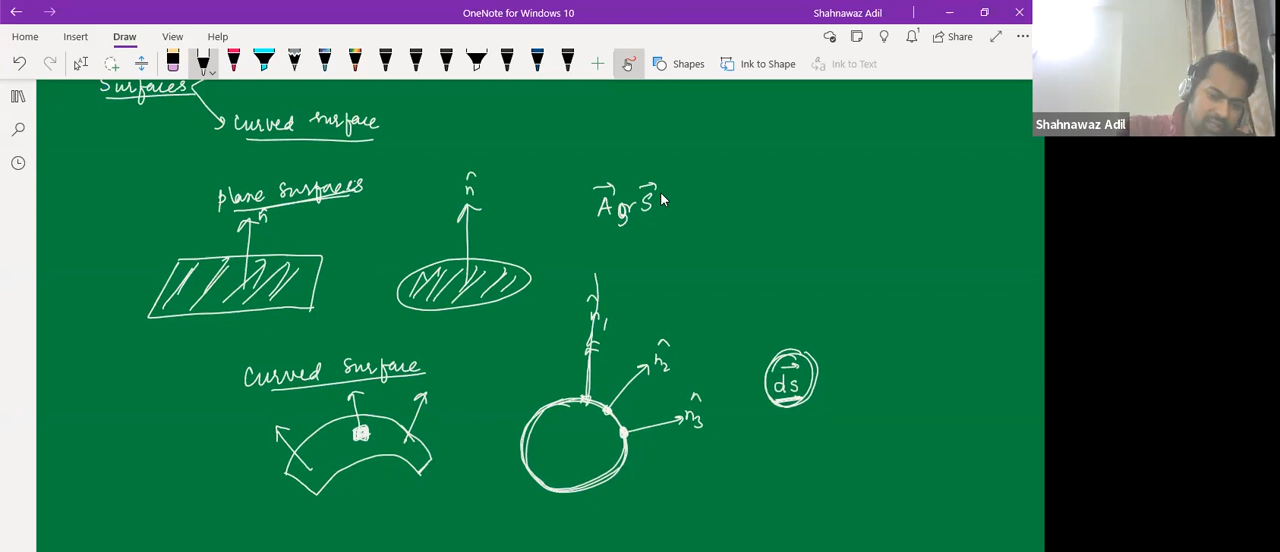 OneNote for Windows 10
Shahnawaz Adil
Home Insert Draw View Help
Share
Shapes Ink to Shape Ink to Text
Shahnawaz Adil
Surfaces
Curved surface
plane surfaces
n̂
n̂
A⃗ or S⃗
n̂1
Curved surface
n̂2
d⃗s
n̂3